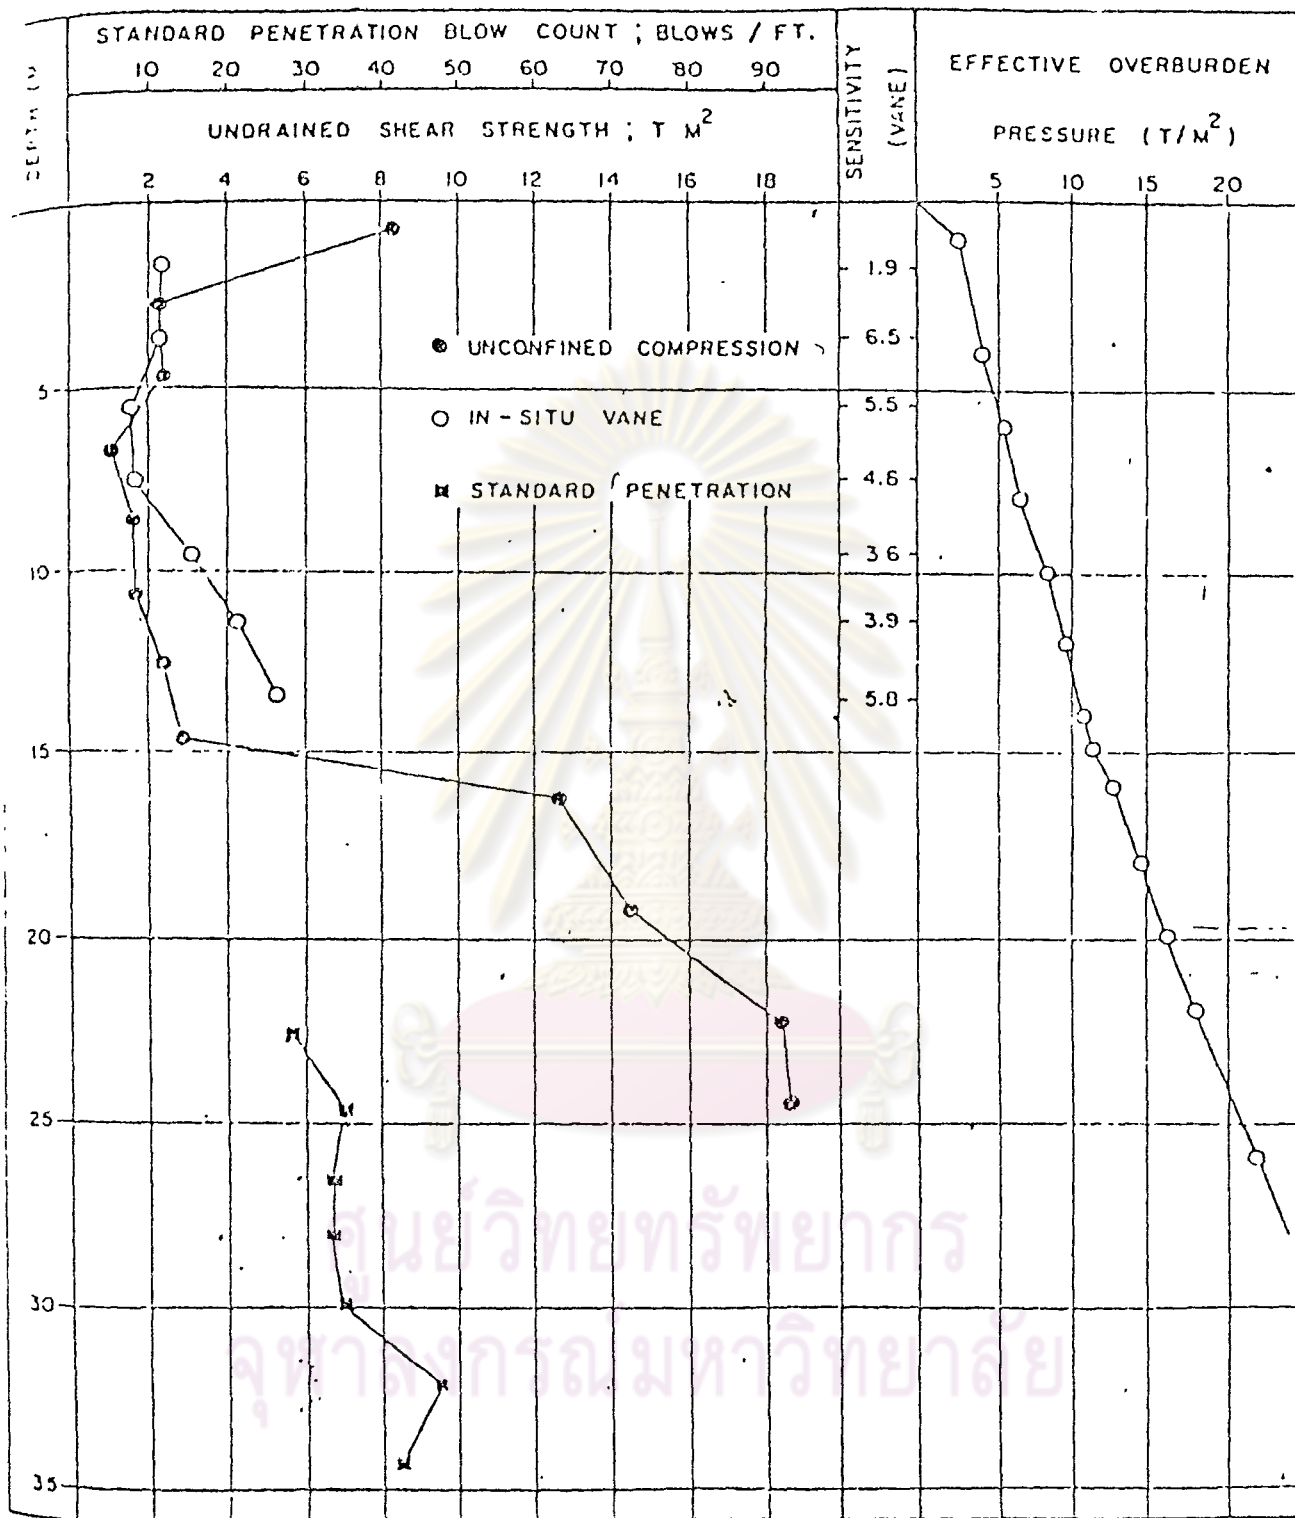 STANDARD PENETRATION BLOW COUNT ; BLOWS / FT.
10 20 30 40 50 60 70 80 90
UNDRAINED SHEAR STRENGTH ; T M²
2 4 6 8 10 12 14 16 18
DEPTH
SENSITIVITY
(VANE)
EFFECTIVE OVERBURDEN
PRESSURE (T/M²)
5 10 15 20
1.9
6.5
5.5
4.6
3.6
3.9
5.8
UNCONFINED COMPRESSION
IN-SITU VANE
STANDARD PENETRATION
5
10
15
20
25
30
35
ศูนย์วิทยทรัพยากร
จุฬาลงกรณ์มหาวิทยาลัย